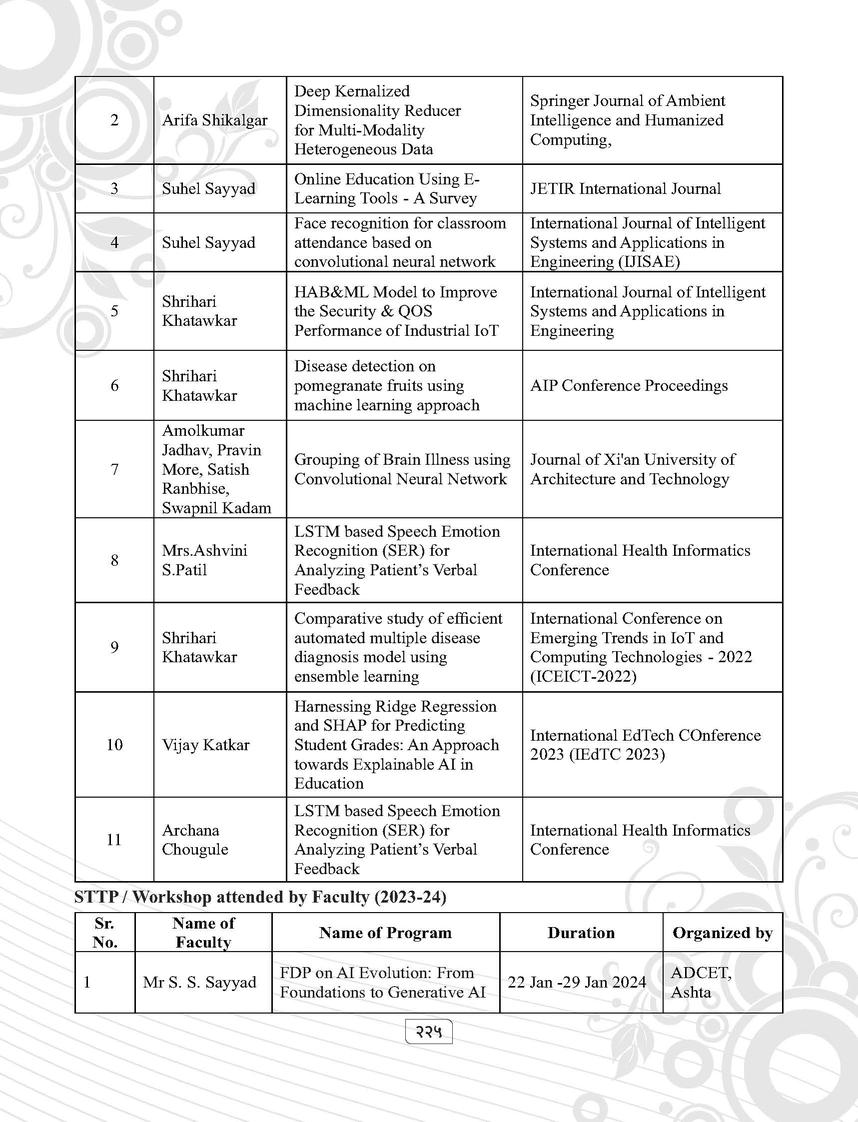 2
Arifa Shikalgar
Deep Kernalized
Dimensionality Reducer
for Multi-Modality
Heterogeneous Data
Springer Journal of Ambient
Intelligence and Humanized
Computing,
3
Suhel Sayyad
Online Education Using E-
Learning Tools - A Survey
JETIR International Journal
4
Suhel Sayyad
Face recognition for classroom
attendance based on
convolutional neural network
International Journal of Intelligent
Systems and Applications in
Engineering (IJISAE)
5
Shrihari
Khatawkar
HAB&ML Model to Improve
the Security & QOS
Performance of Industrial IoT
International Journal of Intelligent
Systems and Applications in
Engineering
6
Shrihari
Khatawkar
Disease detection on
pomegranate fruits using
machine learning approach
AIP Conference Proceedings
7
Amolkumar
Jadhav, Pravin
More, Satish
Ranbhise,
Swapnil Kadam
Grouping of Brain Illness using
Convolutional Neural Network
Journal of Xi'an University of
Architecture and Technology
8
Mrs.Ashvini
S.Patil
LSTM based Speech Emotion
Recognition (SER) for
Analyzing Patient’s Verbal
Feedback
International Health Informatics
Conference
9
Shrihari
Khatawkar
Comparative study of efficient
automated multiple disease
diagnosis model using
ensemble learning
International Conference on
Emerging Trends in IoT and
Computing Technologies - 2022
(ICEICT-2022)
10
Vijay Katkar
Harnessing Ridge Regression
and SHAP for Predicting
Student Grades: An Approach
towards Explainable AI in
Education
International EdTech COnference
2023 (IEdTC 2023)
11
Archana
Chougule
LSTM based Speech Emotion
Recognition (SER) for
Analyzing Patient’s Verbal
Feedback
International Health Informatics
Conference
STTP / Workshop attended by Faculty (2023-24)
Sr.
No.
Name of
Faculty
Name of Program
Duration
Organized by
1
Mr S. S. Sayyad
FDP on AI Evolution: From
Foundations to Generative AI
22 Jan -29 Jan 2024
ADCET,
Ashta
२२५